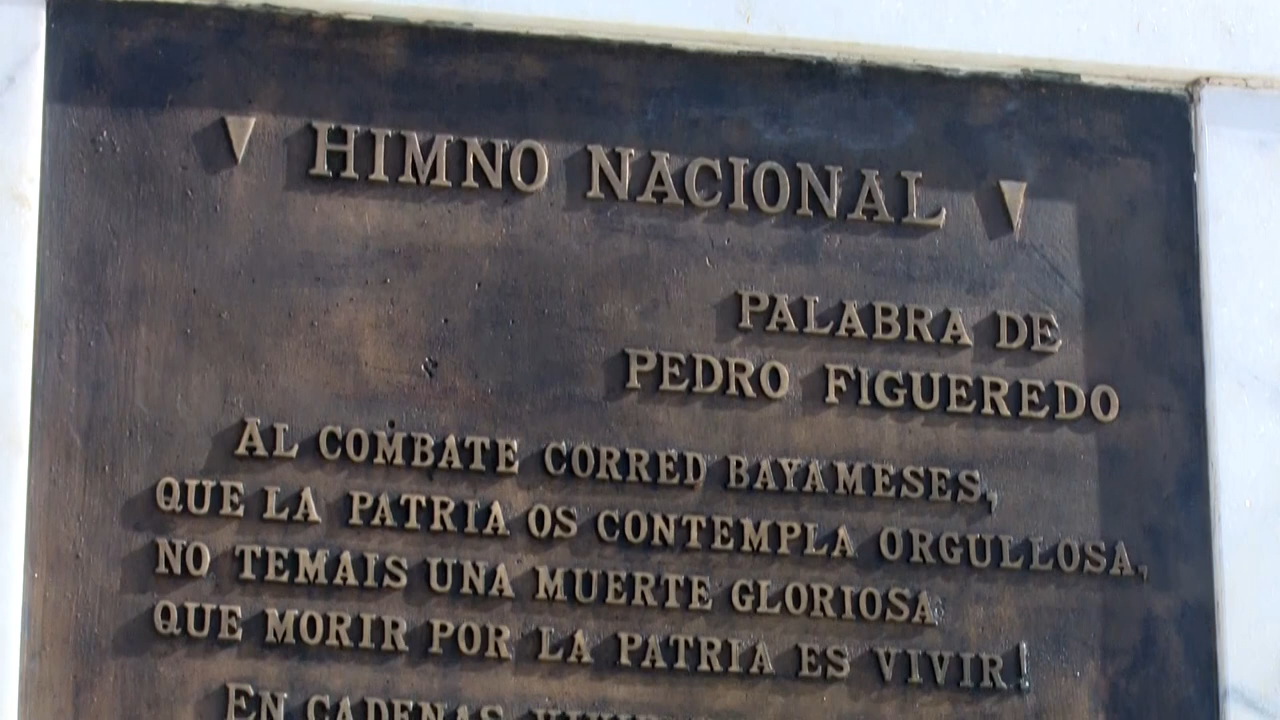 HIMNO NACIONAL
PALABRA DE
PEDRO FIGUEREDO
AL COMBATE CORRED BAYAMESES,
QUE LA PATRIA OS CONTEMPLA ORGULLOSA,
NO TEMAIS UNA MUERTE GLORIOSA
QUE MORIR POR LA PATRIA ES VIVIR!
EN CADENAS